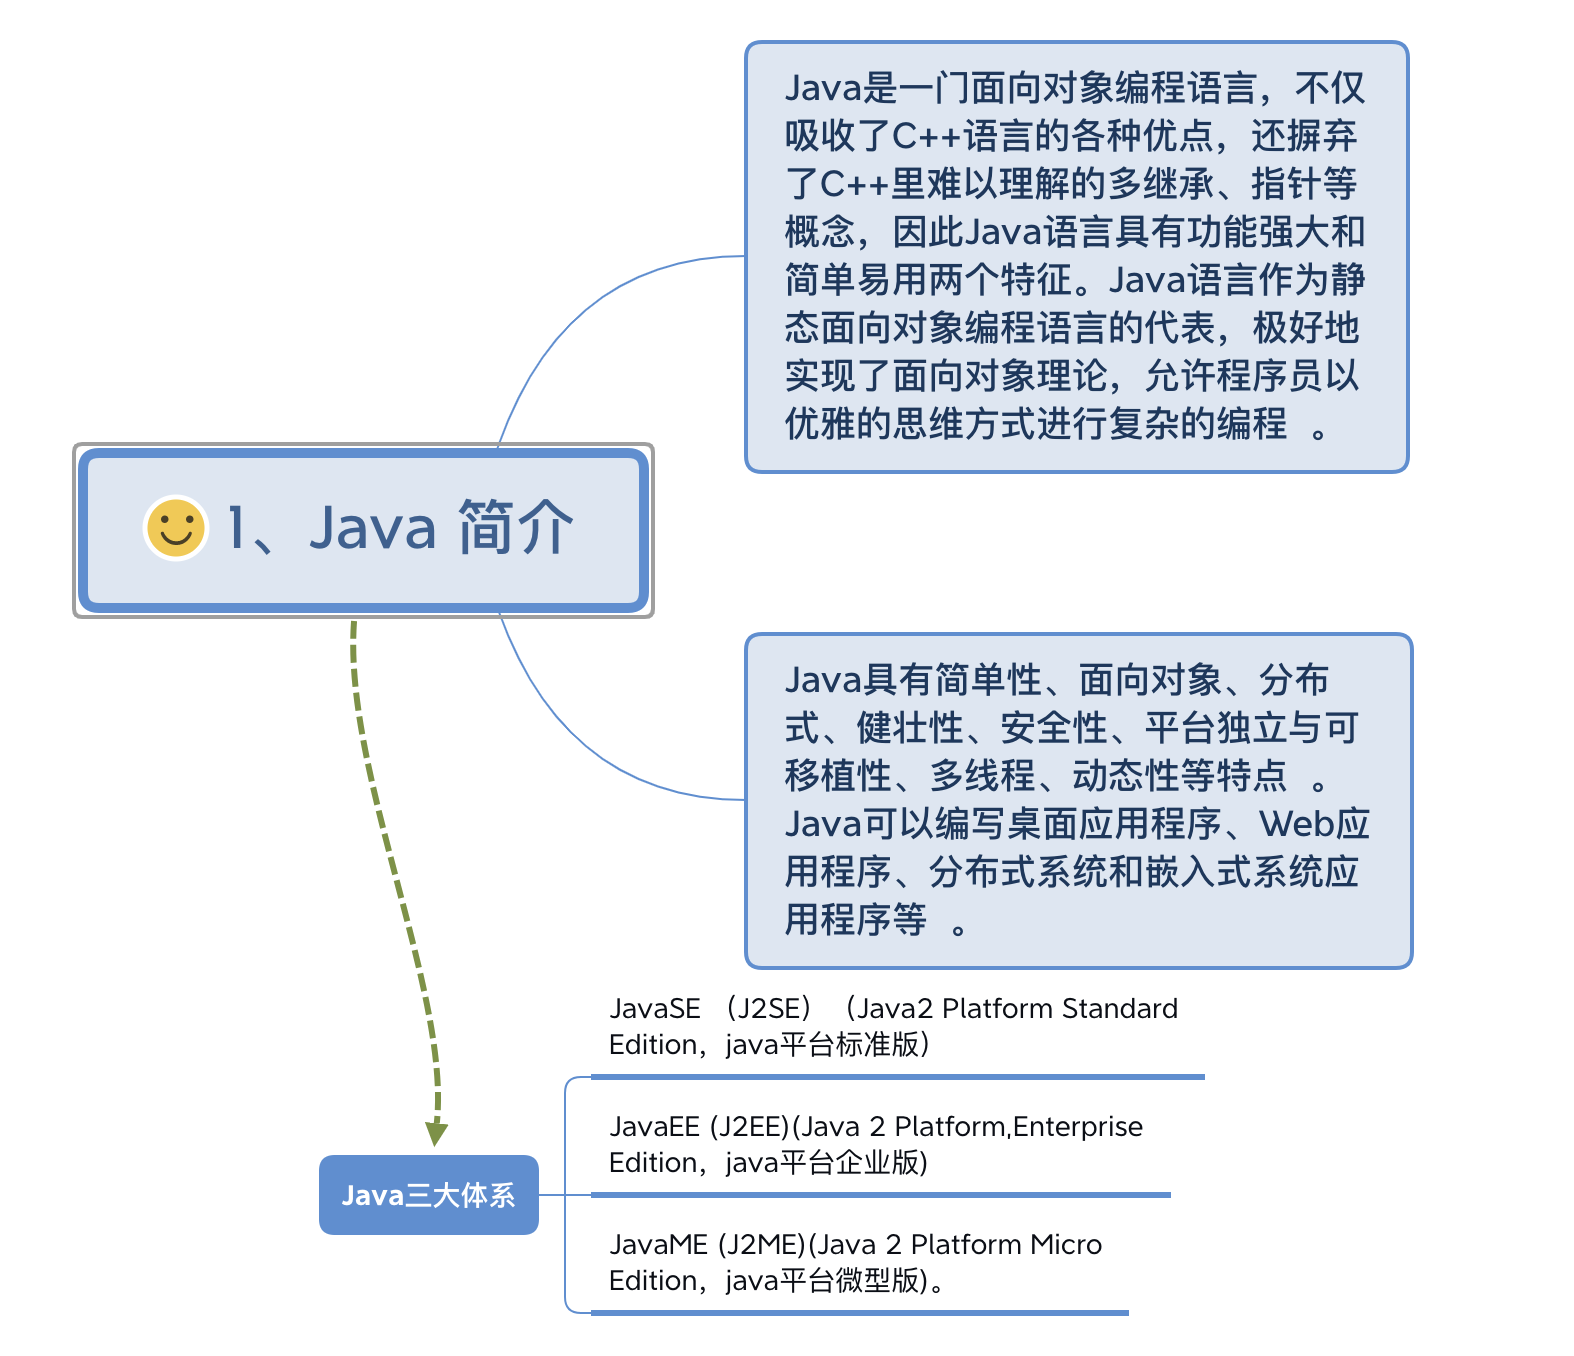 Java是一门面向对象编程语言，不仅
吸收了C++语言的各种优点，还摒弃
了C++里难以理解的多继承、指针等
概念，因此Java语言具有功能强大和
简单易用两个特征。Java语言作为静
态面向对象编程语言的代表，极好地
实现了面向对象理论，允许程序员以
优雅的思维方式进行复杂的编程 。
1、Java 简介
Java具有简单性、面向对象、分布
式、健壮性、安全性、平台独立与可
移植性、多线程、动态性等特点 。
Java可以编写桌面应用程序、Web应
用程序、分布式系统和嵌入式系统应
用程序等 。
JavaSE （J2SE） （Java2 Platform Standard
Edition，java平台标准版）
JavaEE (J2EE)(Java 2 Platform,Enterprise
Edition，java平台企业版)
Java三大体系
JavaME (J2ME)(Java 2 Platform Micro
Edition，java平台微型版)。